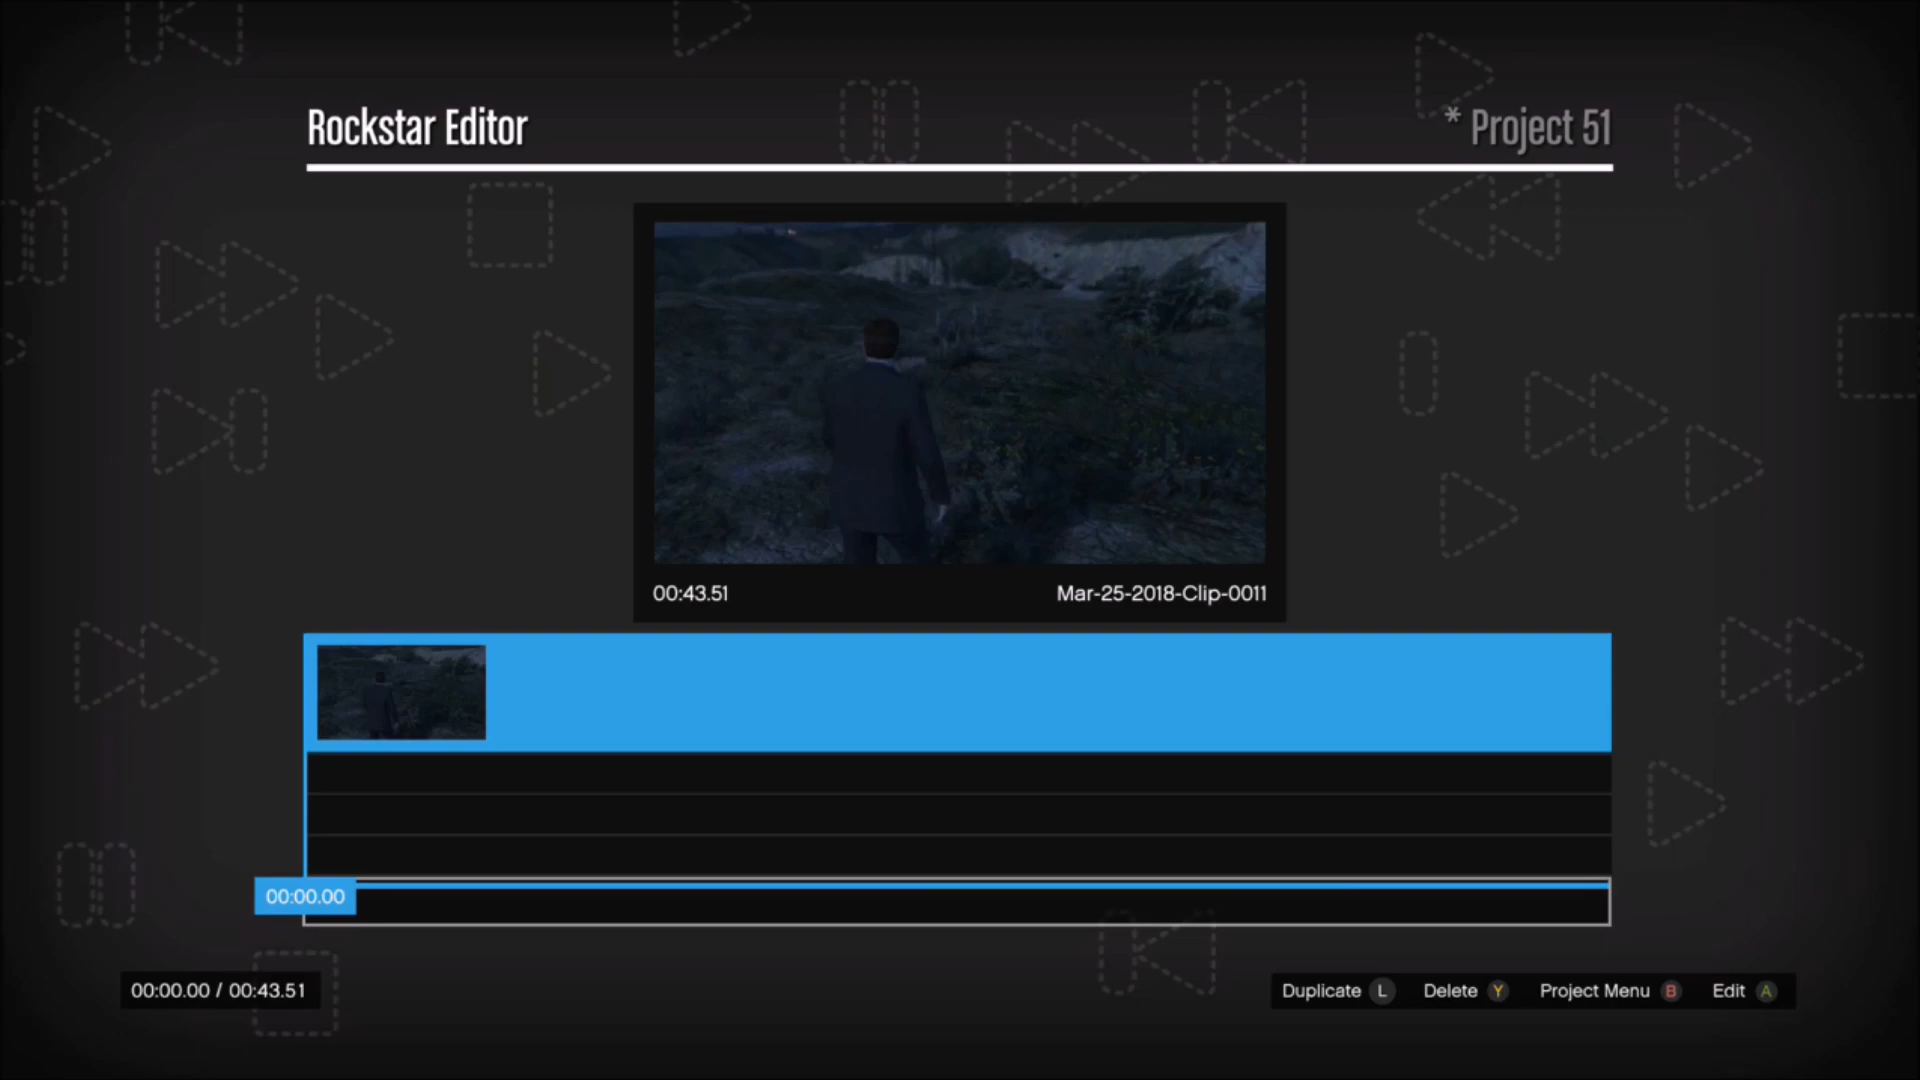 Rockstar Editor
* Project 51
00:43.51
Mar-25-2018-Clip-0011
00:00.00
00:00.00 / 00:43.51
Duplicate L Delete Y Project Menu B Edit A